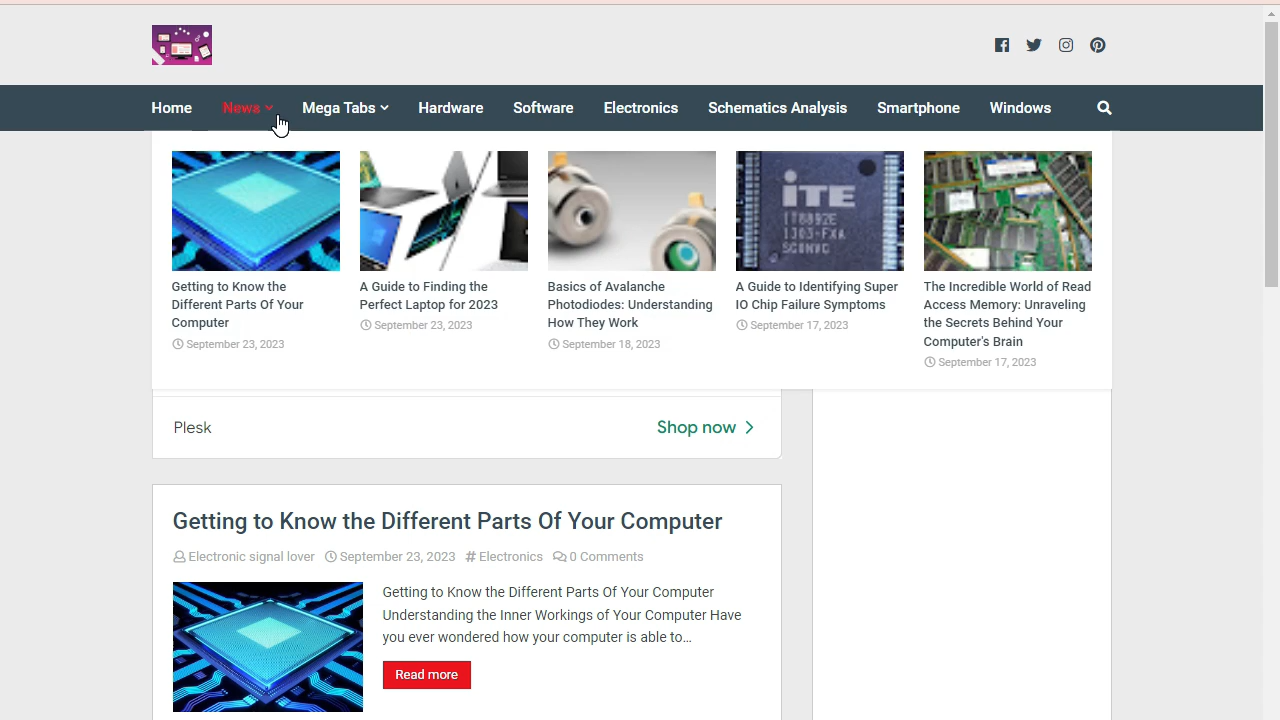 Home News Mega Tabs Hardware Software Electronics Schematics Analysis Smartphone Windows
iTE
IT8892E
1303-FXA
Getting to Know the
Different Parts Of Your
Computer
September 23, 2023
A Guide to Finding the
Perfect Laptop for 2023
September 23, 2023
Basics of Avalanche
Photodiodes: Understanding
How They Work
September 18, 2023
A Guide to Identifying Super
IO Chip Failure Symptoms
September 17, 2023
The Incredible World of Read
Access Memory: Unraveling
the Secrets Behind Your
Computer's Brain
September 17, 2023
Plesk
Shop now
Getting to Know the Different Parts Of Your Computer
Electronic signal lover September 23, 2023 # Electronics 0 Comments
Getting to Know the Different Parts Of Your Computer
Understanding the Inner Workings of Your Computer Have
you ever wondered how your computer is able to...
Read more